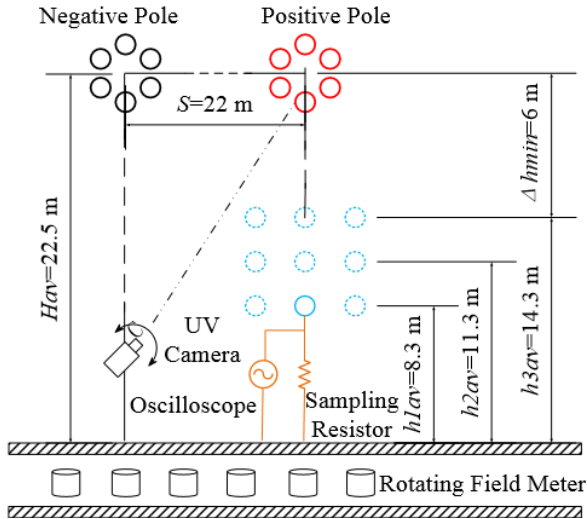 Negative Pole
Positive Pole
S=22 m
Δ hmin=6 m
Hav=22.5 m
UV
Camera
Oscilloscope
Sampling
Resistor
h1av=8.3 m
h2av=11.3 m
h3av=14.3 m
Rotating Field Meter